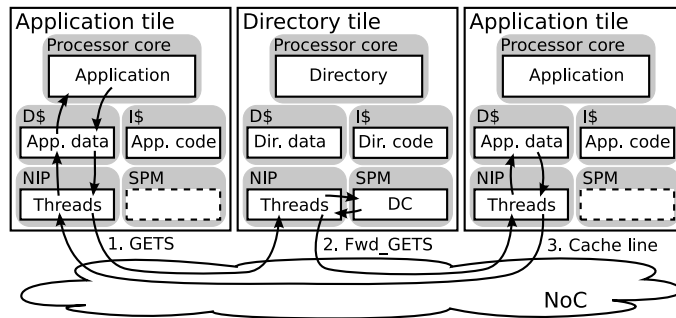 Application tile
Directory tile
Application tile
Processor core
Processor core
Processor core
Application
Directory
Application
D$
I$
D$
I$
D$
I$
App. data
App. code
Dir. data
Dir. code
App. data
App. code
NIP
SPM
NIP
SPM
NIP
SPM
Threads
Threads
DC
Threads
1. GETS
2. Fwd_GETS
3. Cache line
NoC